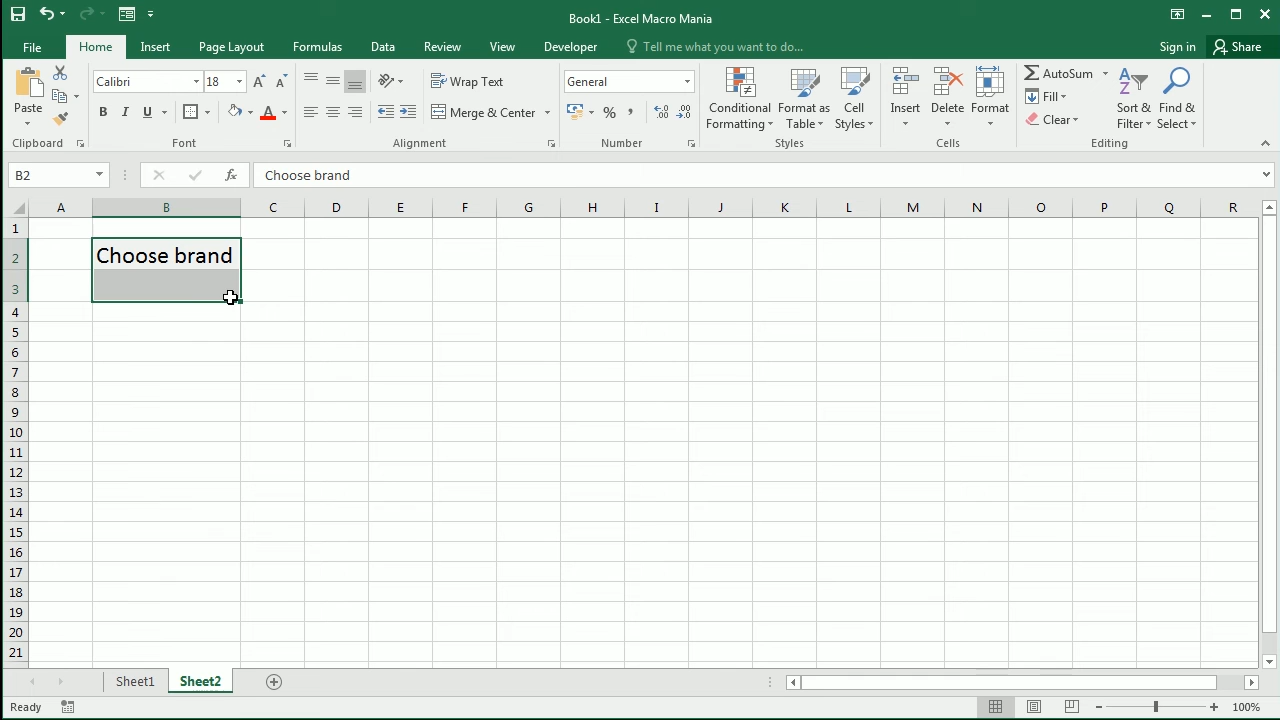 Book1 - Excel Macro Mania
File Home Insert Page Layout Formulas Data Review View Developer Tell me what you want to do... Sign in Share
Paste
Clipboard
Calibri 18
B I U A
Font
Wrap Text
Merge & Center
Alignment
General
% ,
Number
Conditional Formatting
Format as Table
Cell Styles
Styles
Insert Delete Format
Cells
AutoSum
Fill
Clear
Sort & Filter
Find & Select
Editing
B2 fx Choose brand
A B C D E F G H I J K L M N O P Q R
1
2 Choose brand
3
4
5
6
7
8
9
10
11
12
13
14
15
16
17
18
19
20
21
Sheet1 Sheet2
Ready 100%